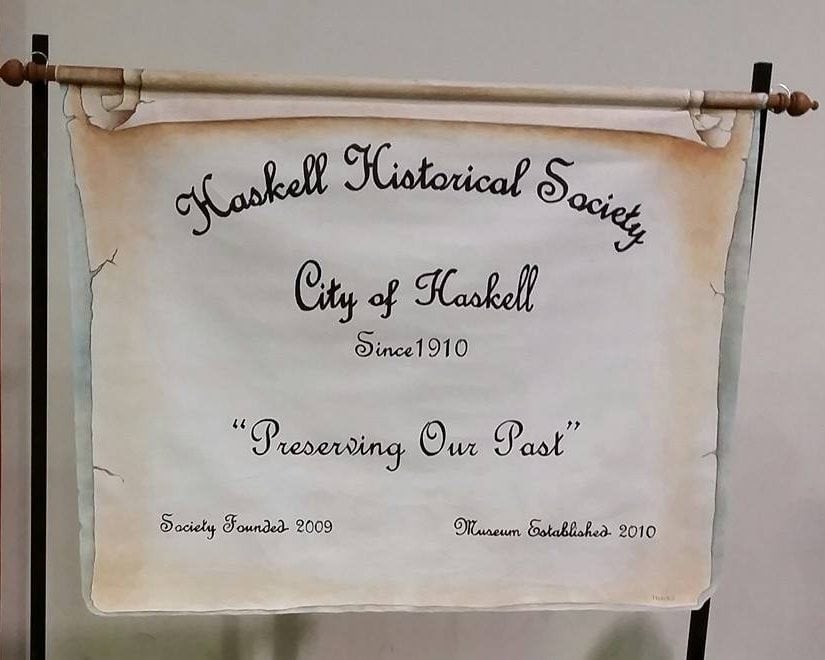 Haskell Historical Society
City of Haskell
Since1910
“Preserving Our Past”
Society Founded 2009
Museum Established 2010